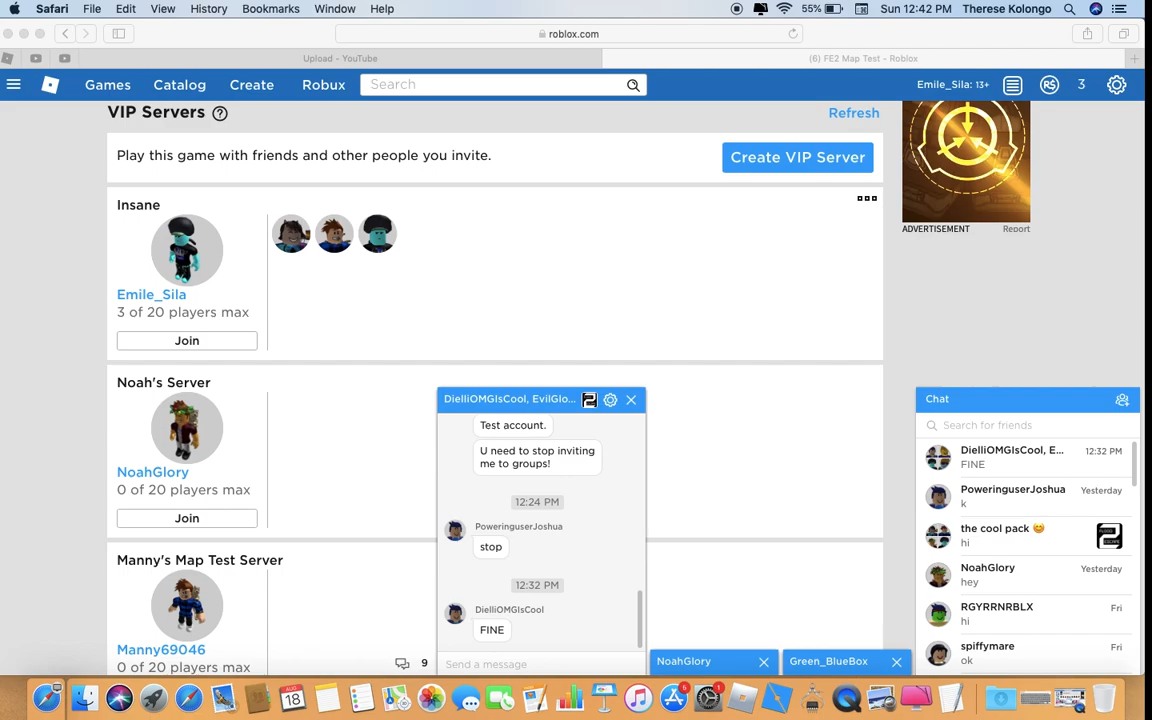 Safari File Edit View History Bookmarks Window Help 55% Sun 12:42 PM Therese Kolongo
roblox.com
Upload - YouTube (6) FE2 Map Test - Roblox
Games Catalog Create Robux Search Emile_Sila: 13+ R$ 3
VIP Servers ? Refresh
Play this game with friends and other people you invite. Create VIP Server
Insane
Emile_Sila
3 of 20 players max
Join
ADVERTISEMENT Report
Noah's Server
NoahGlory
0 of 20 players max
Join
Manny's Map Test Server
Manny69046
0 of 20 players max
9
DielliOMGIsCool, EvilGlo...
Test account.
U need to stop inviting
me to groups!
12:24 PM
PoweringuserJoshua
stop
12:32 PM
DielliOMGIsCool
FINE
Send a message
NoahGlory
Green_BlueBox
Chat
Search for friends
DielliOMGIsCool, E... 12:32 PM
FINE
PoweringuserJoshua Yesterday
k
the cool pack 😊
hi
NoahGlory Yesterday
hey
RGYRRNRBLX Fri
hi
spiffymare Fri
ok
AUG
18
6
1